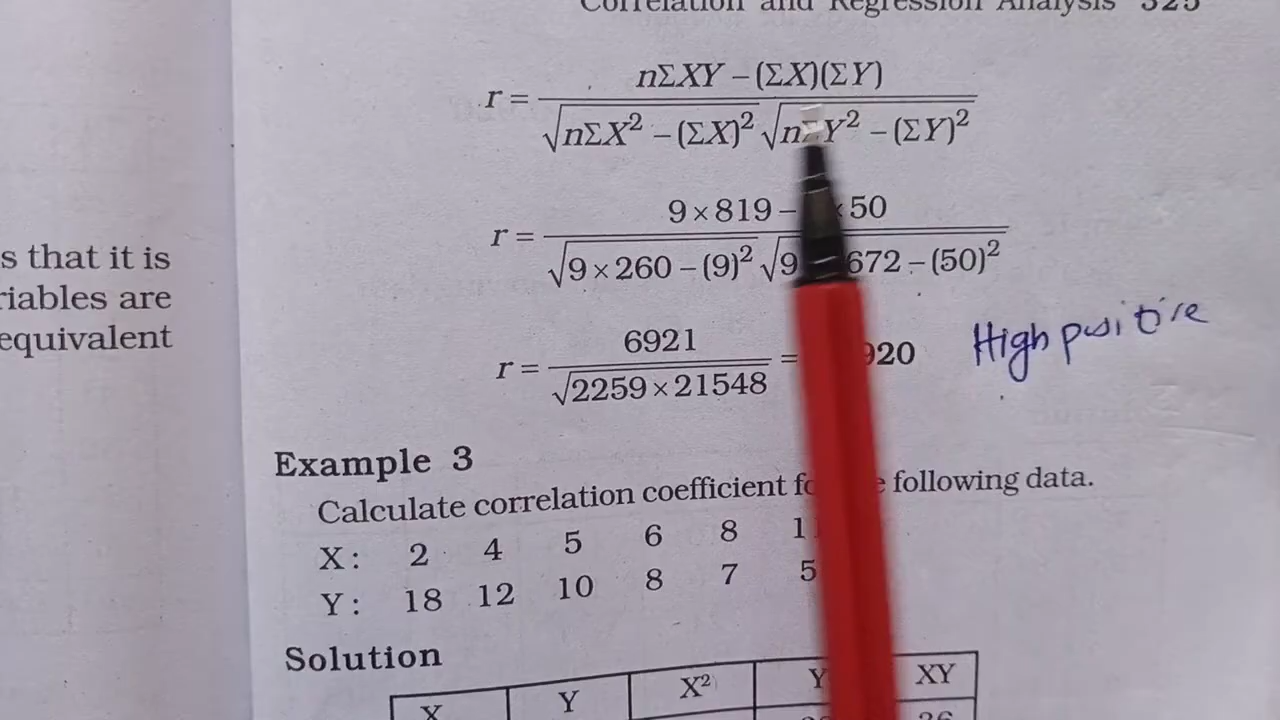 Correlation and Regression Analysis 325
s that it is
riables are
equivalent
r = nΣXY – (ΣX)(ΣY) / √nΣX² – (ΣX)² √nΣY² – (ΣY)²
r = 9 × 819 – × 50 / √9 × 260 – (9)² √9 672 – (50)²
r = 6921 / √2259 × 21548 = 920
High positive
Example 3
Calculate correlation coefficient following data.
X : 2 4 5 6 8
Y : 18 12 10 8 7 5
Solution
X Y X² Y XY